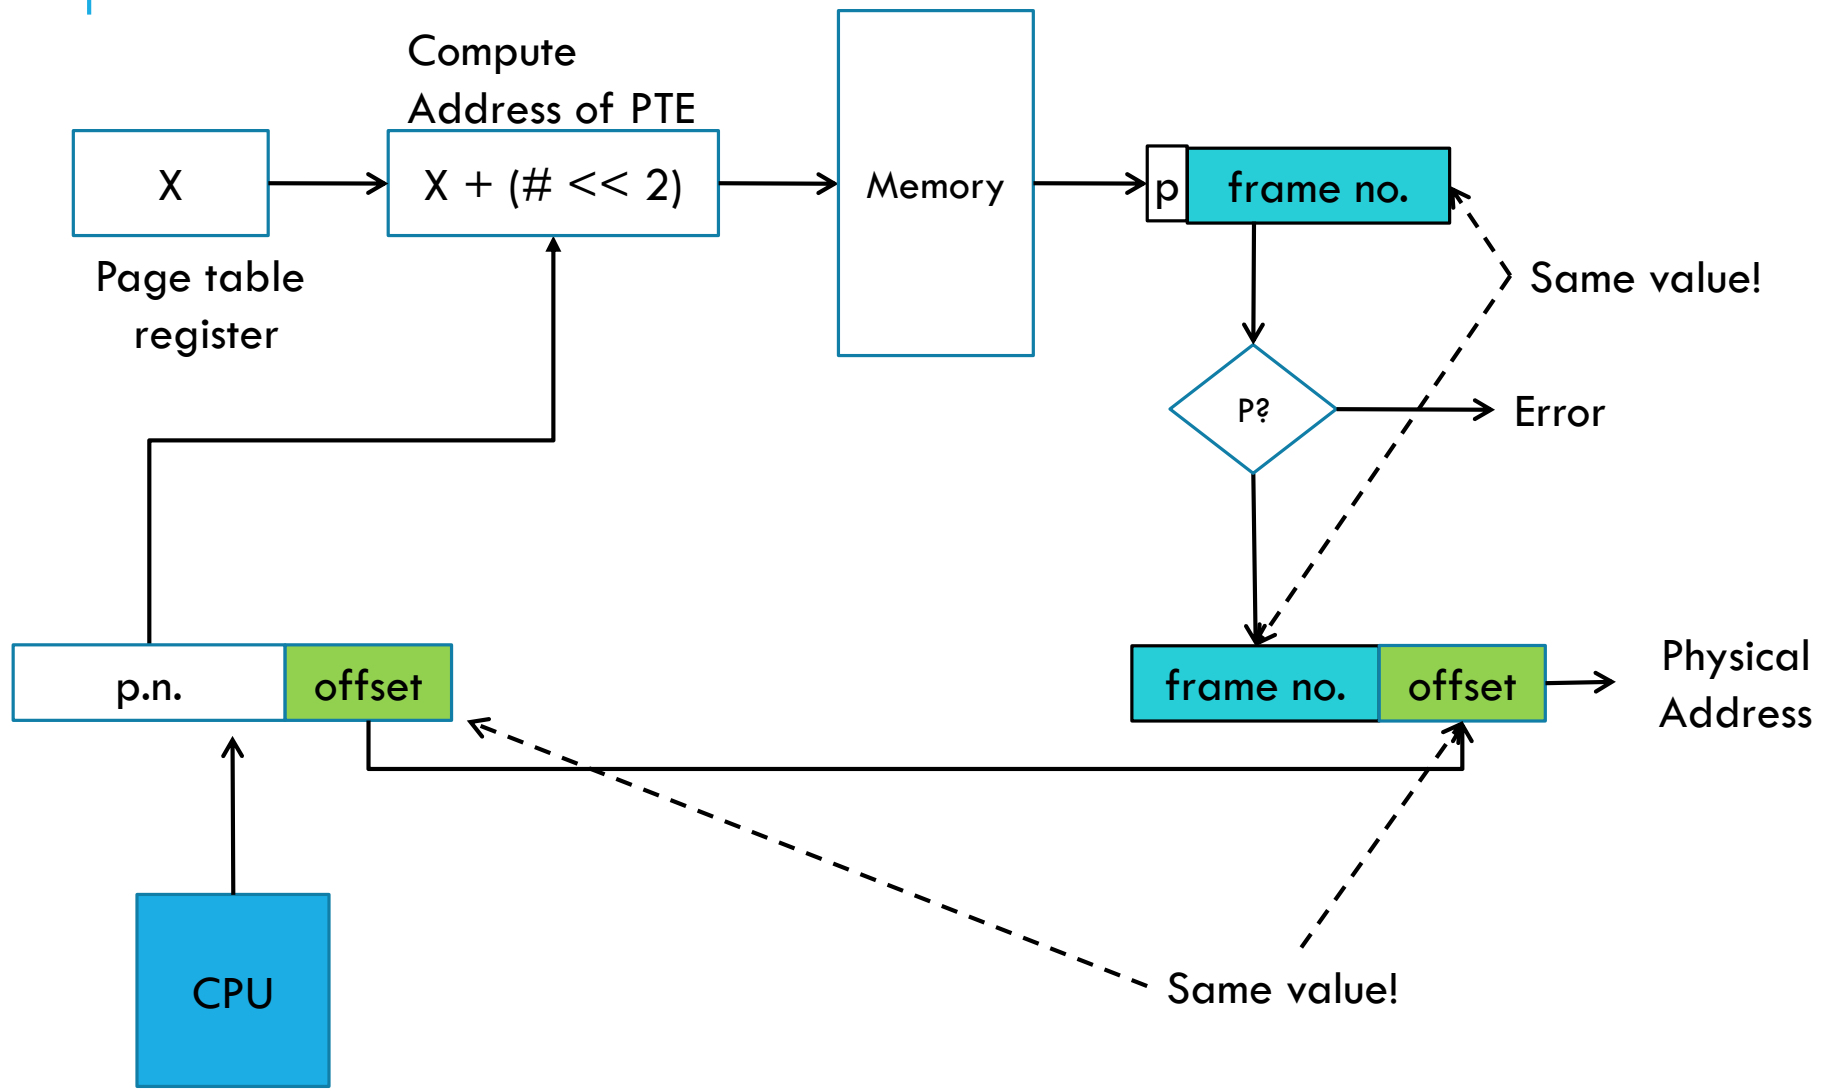 Compute
Address of PTE
X
X + (# << 2)
Memory
p
frame no.
Page table
register
Same value!
P?
Error
p.n.
offset
frame no.
offset
Physical
Address
CPU
Same value!